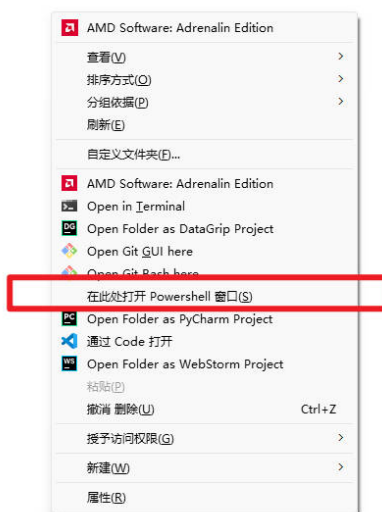 AMD Software: Adrenalin Edition
查看(V)
排序方式(O)
分组依据(P)
刷新(E)
自定义文件夹(F)...
AMD Software: Adrenalin Edition
Open in Terminal
DG Open Folder as DataGrip Project
Open Git GUI here
Open Git Bash here
在此处打开 Powershell 窗口(S)
PC Open Folder as PyCharm Project
通过 Code 打开
WS Open Folder as WebStorm Project
粘贴(P)
撤消 删除(U) Ctrl+Z
授予访问权限(G)
新建(W)
属性(R)